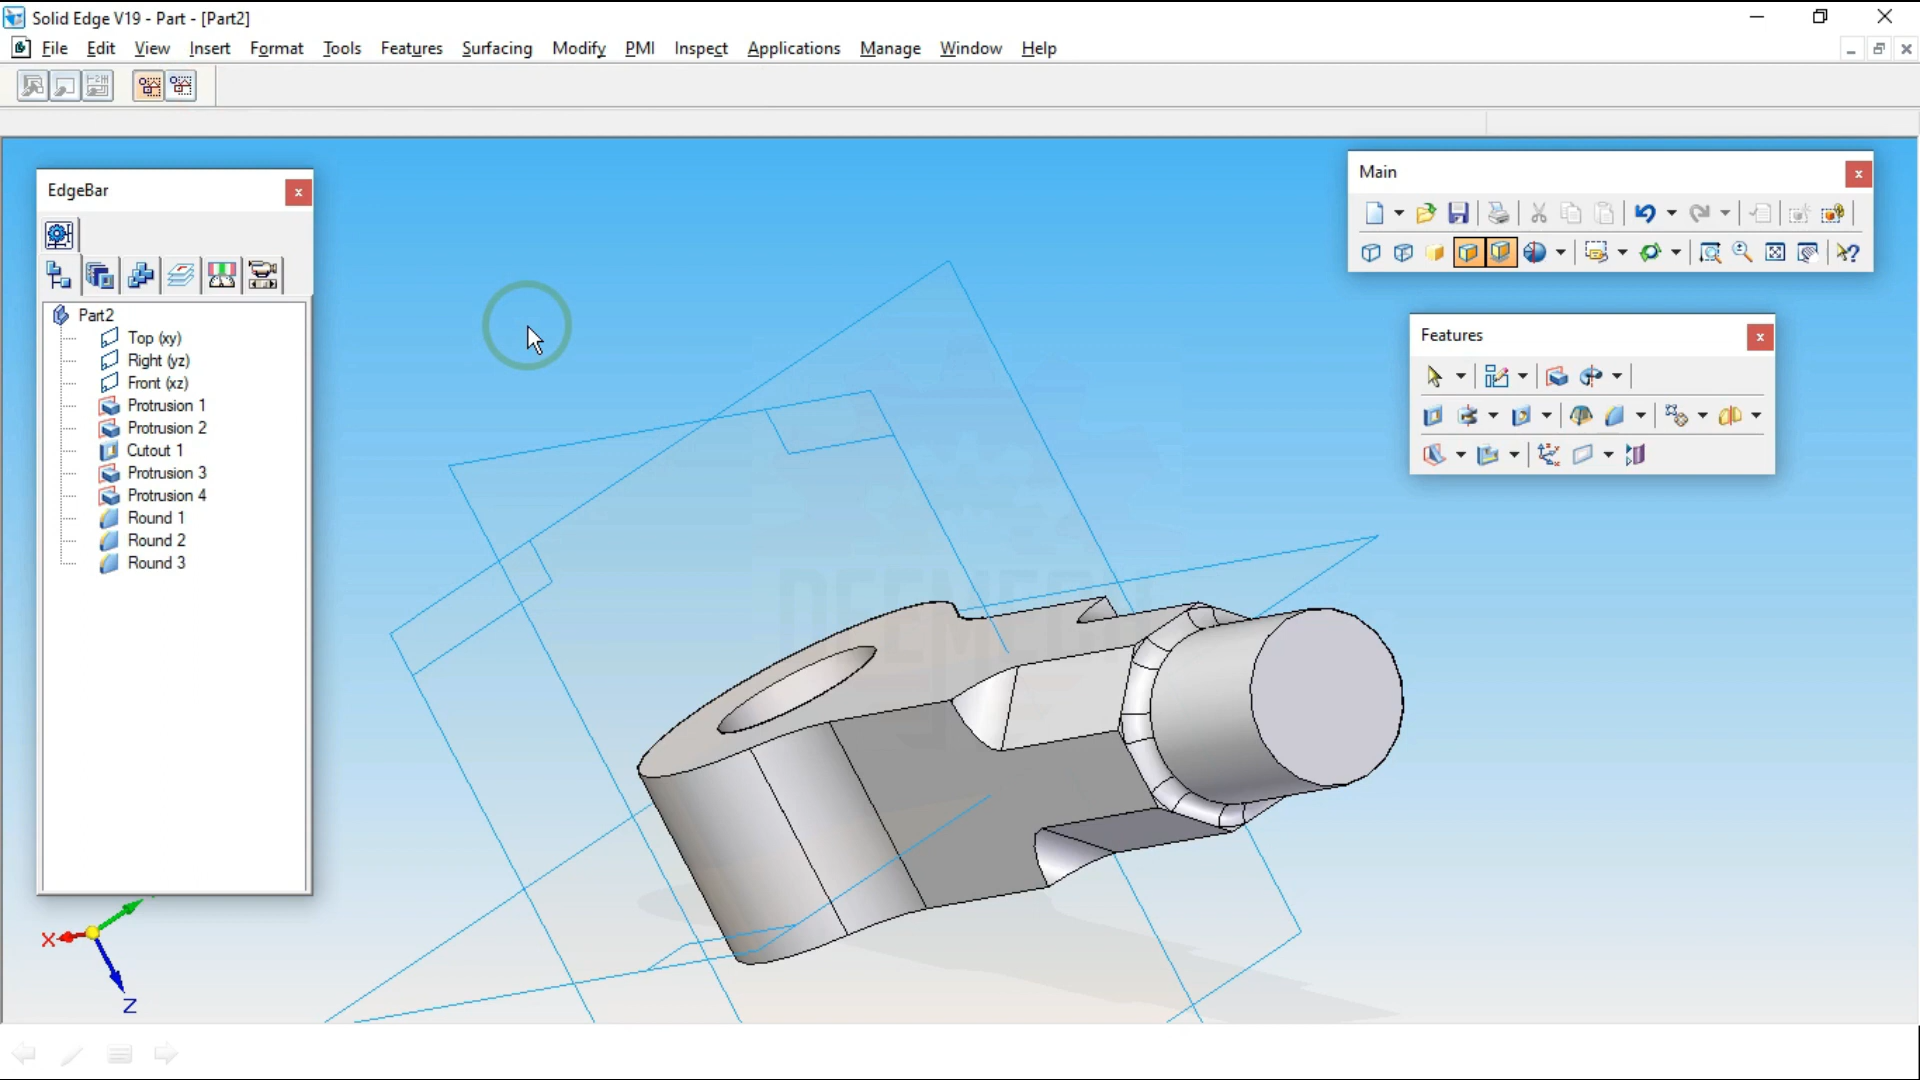 Solid Edge V19 - Part - [Part2]
File Edit View Insert Format Tools Features Surfacing Modify PMI Inspect Applications Manage Window Help
EdgeBar
Part2
Top (xy)
Right (yz)
Front (xz)
Protrusion 1
Protrusion 2
Cutout 1
Protrusion 3
Protrusion 4
Round 1
Round 2
Round 3
Main
Features
X
Z